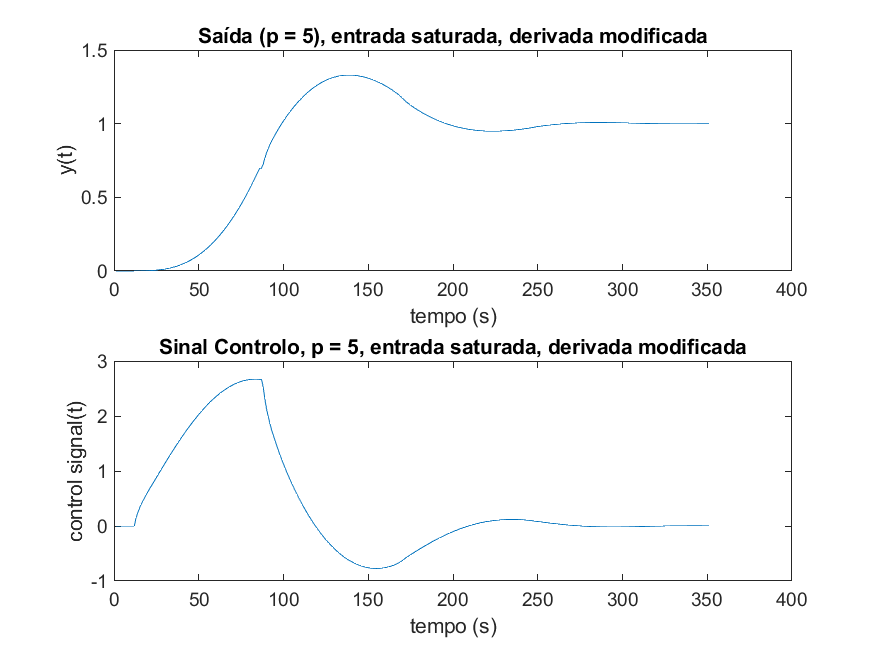 Saída (p = 5), entrada saturada, derivada modificada
1.5
1
0.5
0
y(t)
0 50 100 150 200 250 300 350 400
tempo (s)
Sinal Controlo, p = 5, entrada saturada, derivada modificada
3
2
1
0
-1
control signal(t)
0 50 100 150 200 250 300 350 400
tempo (s)